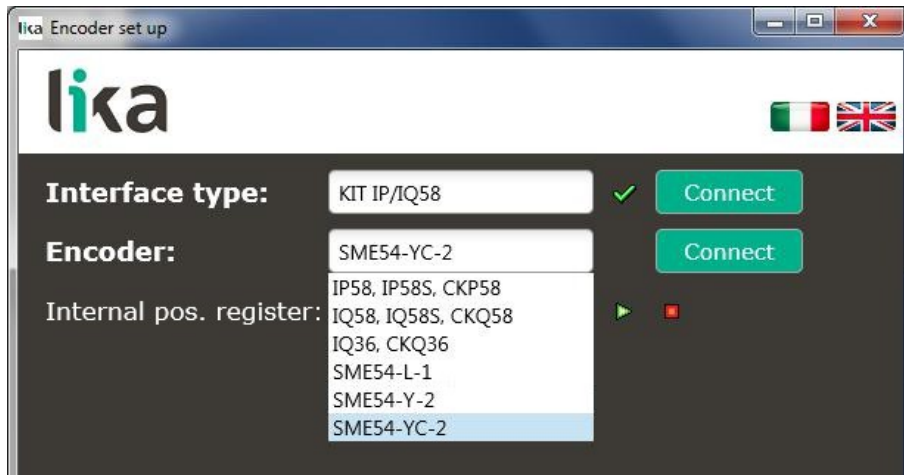 lika Encoder set up
lika
Interface type: KIT IP/IQ58 Connect
Encoder: SME54-YC-2 Connect
IP58, IP58S, CKP58
Internal pos. register: IQ58, IQ58S, CKQ58
IQ36, CKQ36
SME54-L-1
SME54-Y-2
SME54-YC-2